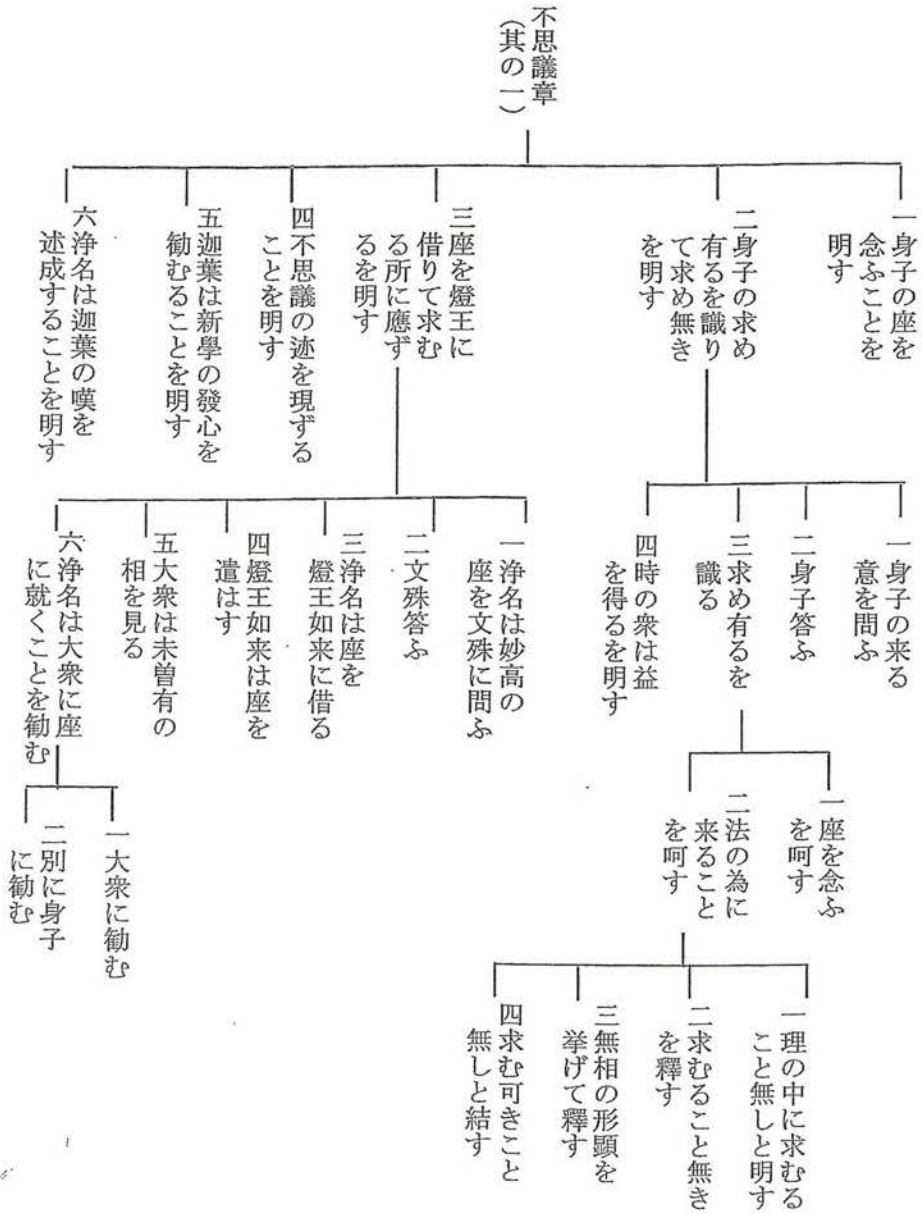 不思議章
（其の一）
一身子の座を
念ふことを
明す
二身子の求め
有るを識り
て求め無き
を明す
一身子の来る
意を問ふ
二身子答ふ
三求め有るを
識る
一座を念ふ
を呵す
二法の為に
来ること
を呵す
一理の中に求むる
こと無しと明す
二求むること無き
を釋す
三無相の形顕を
挙げて釋す
四求む可きこと
無しと結す
四時の衆は益
を得るを明す
三座を燈王に
借りて求む
る所に應ず
るを明す
一浄名は妙高の
座を文殊に問ふ
二文殊答ふ
三浄名は座を
燈王如来に借る
四燈王如来は座を
遣はす
五大衆は未曽有の
相を見る
六浄名は大衆に座
に就くことを勧む
一大衆に勧む
二別に身子
に勧む
四不思議の迹を現ずる
ことを明す
五迦葉は新學の發心を
勧むることを明す
六浄名は迦葉の嘆を
述成することを明す